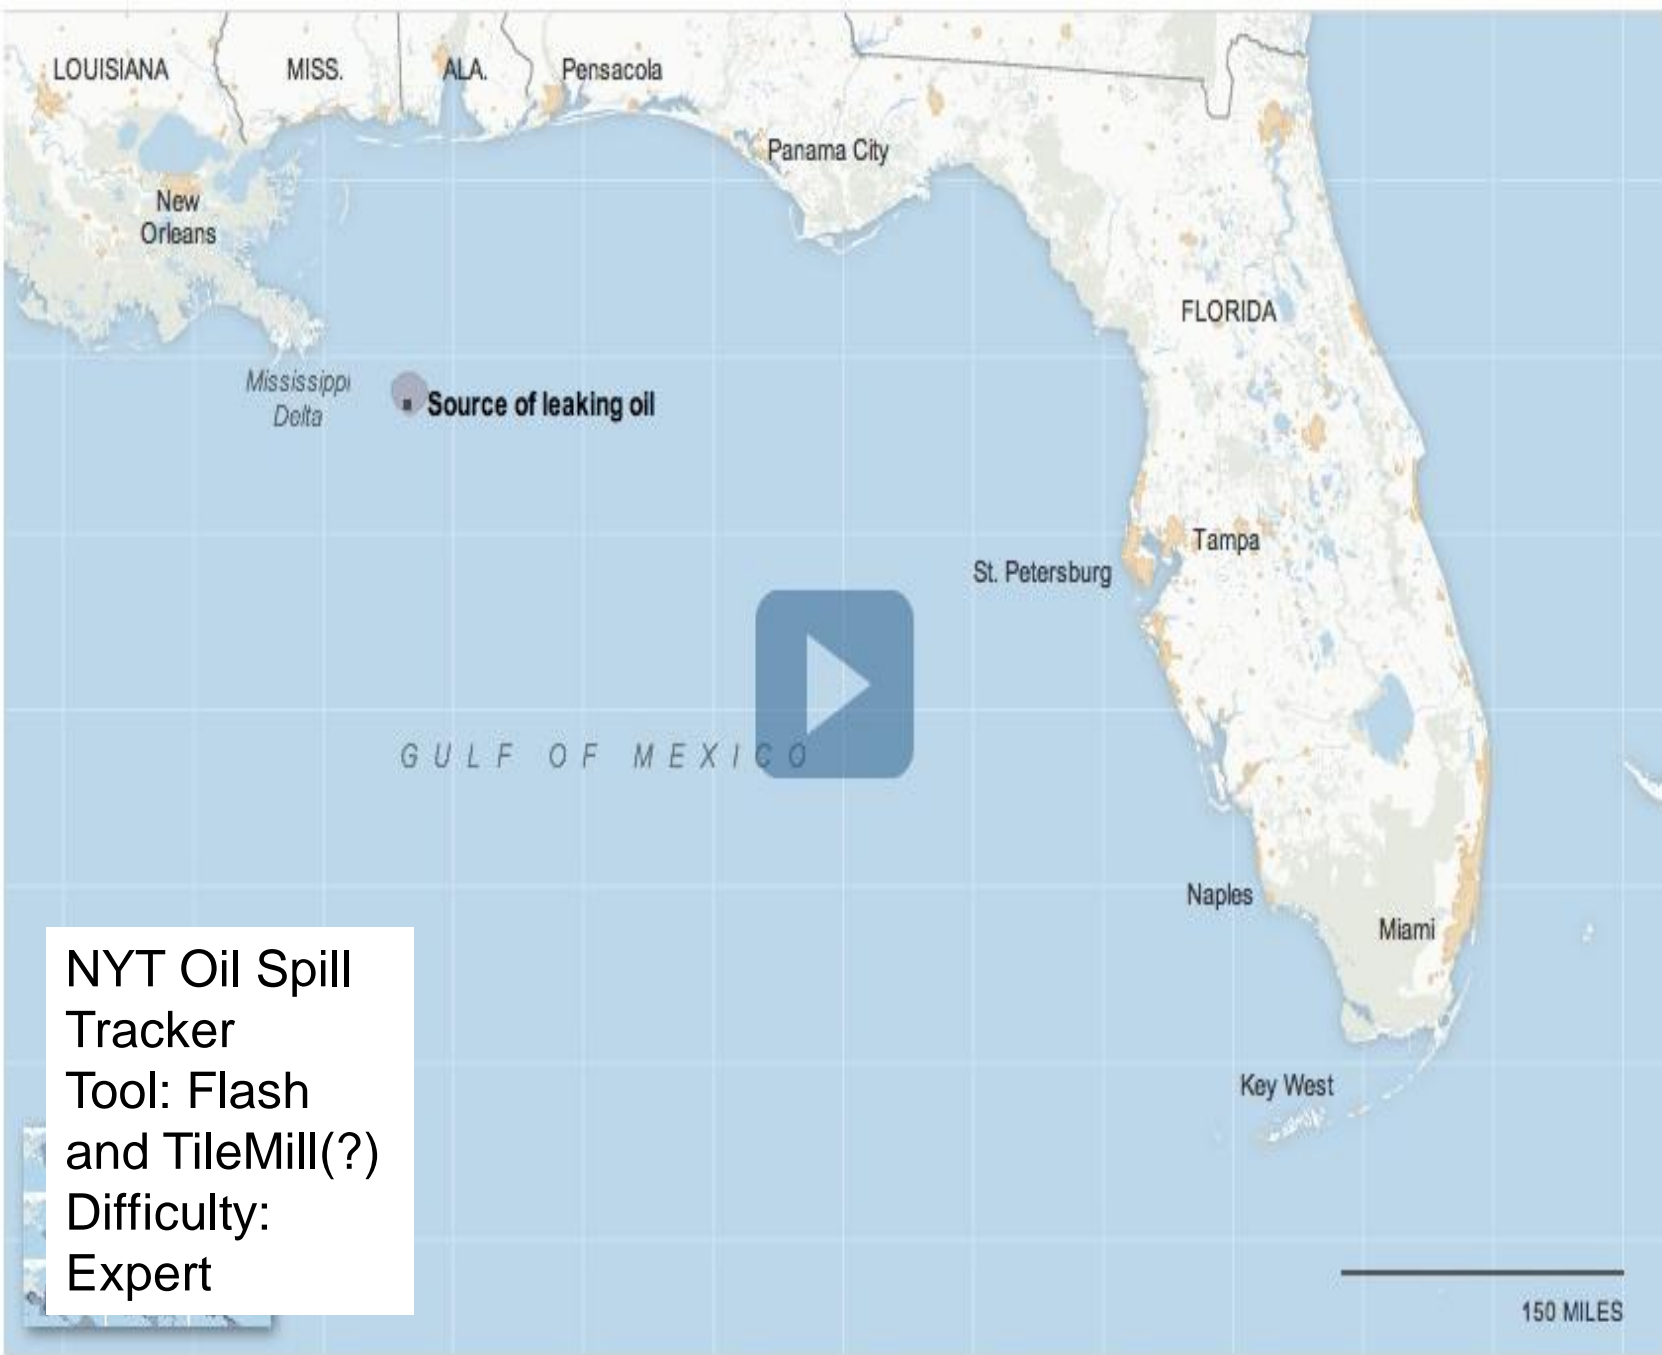 LOUISIANA
MISS.
ALA.
Pensacola
Panama City
New
Orleans
FLORIDA
Mississippi
Delta
Source of leaking oil
Tampa
St. Petersburg
GULF OF MEXICO
Naples
Miami
NYT Oil Spill
Tracker
Tool: Flash
and TileMill(?)
Difficulty:
Expert
Key West
150 MILES